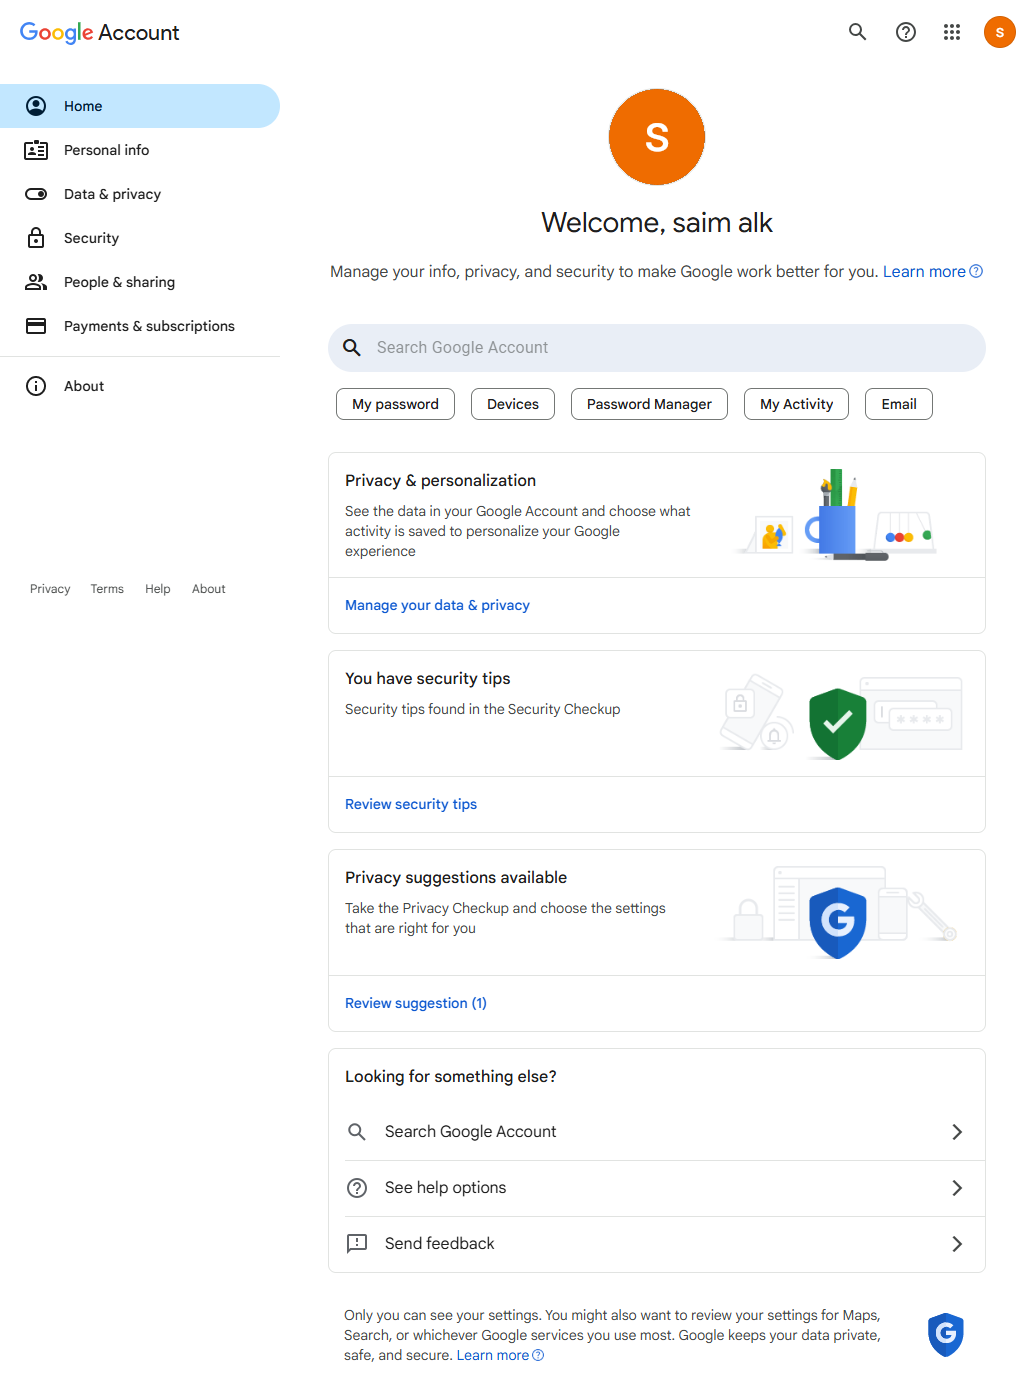 Google Account
S
Home
Personal info
Data & privacy
Security
People & sharing
Payments & subscriptions
About
Privacy Terms Help About
S
Welcome, saim alk
Manage your info, privacy, and security to make Google work better for you. Learn more
Search Google Account
My password Devices Password Manager My Activity Email
Privacy & personalization
See the data in your Google Account and choose what
activity is saved to personalize your Google
experience
Manage your data & privacy
You have security tips
Security tips found in the Security Checkup
****
Review security tips
Privacy suggestions available
Take the Privacy Checkup and choose the settings
that are right for you
G
Review suggestion (1)
Looking for something else?
Search Google Account
See help options
Send feedback
Only you can see your settings. You might also want to review your settings for Maps,
Search, or whichever Google services you use most. Google keeps your data private,
safe, and secure. Learn more
G